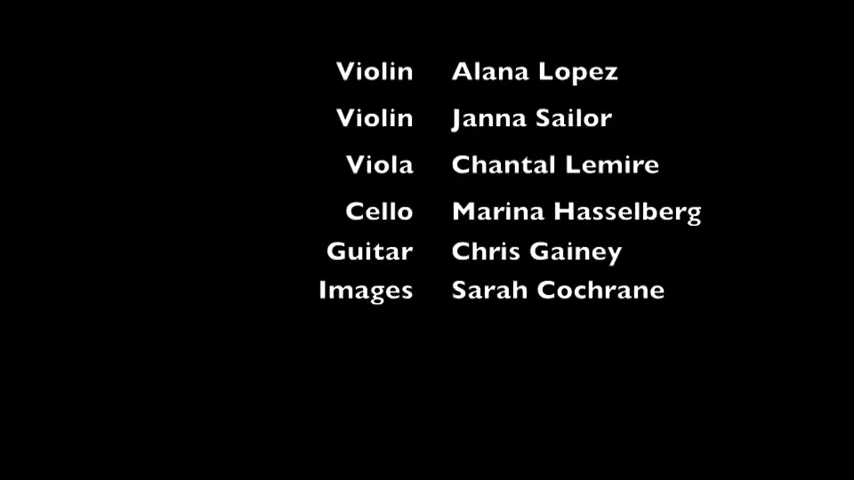 Violin Alana Lopez
Violin Janna Sailor
Viola Chantal Lemire
Cello Marina Hasselberg
Guitar Chris Gainey
Images Sarah Cochrane